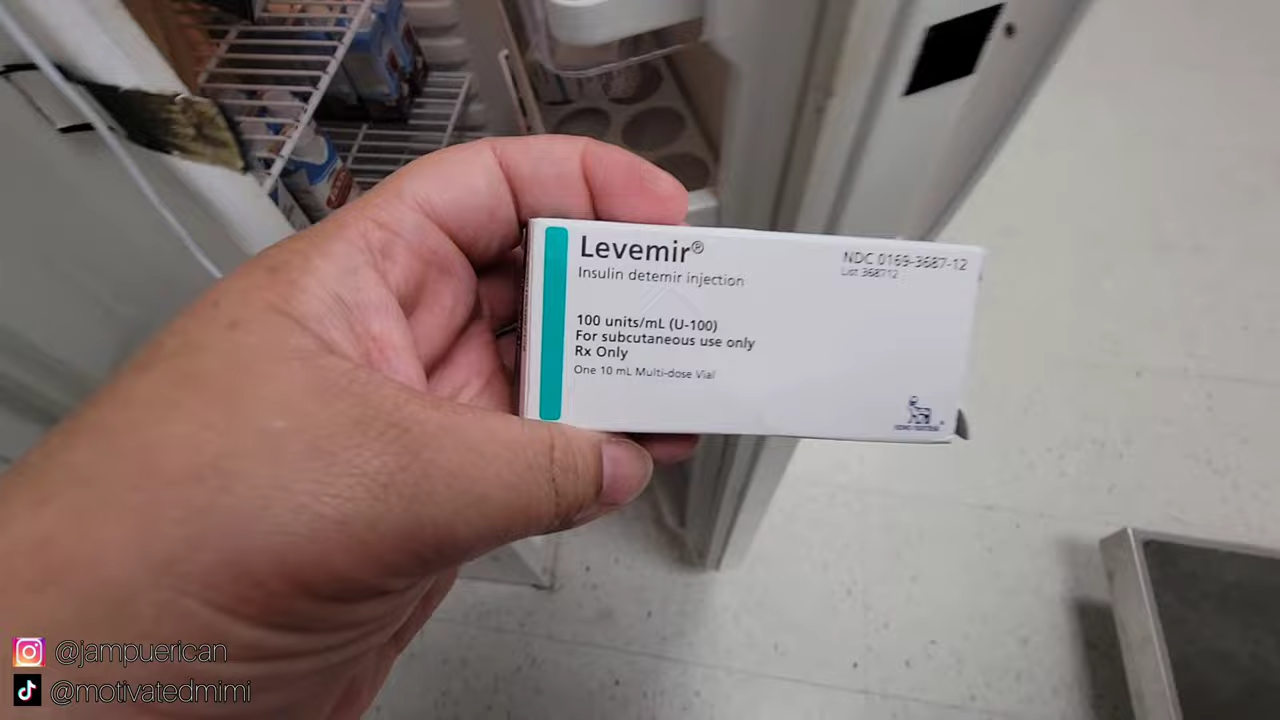 Levemir®
Insulin detemir injection
NDC 0169-3687-12
List 368712
100 units/mL (U-100)
For subcutaneous use only
Rx Only
One 10 mL Multi-dose Vial
@jampuerican
@motivatedmimi